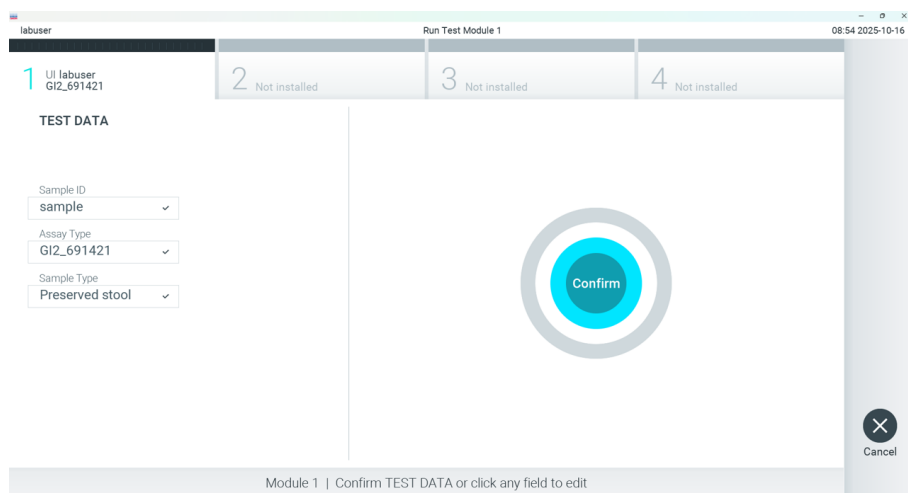 labuser Run Test Module 1 08:54 2025-10-16
1 UI labuser
GI2_691421
2 Not installed
3 Not installed
4 Not installed
TEST DATA
Sample ID
sample
Assay Type
GI2_691421
Sample Type
Preserved stool
Confirm
Cancel
Module 1 | Confirm TEST DATA or click any field to edit